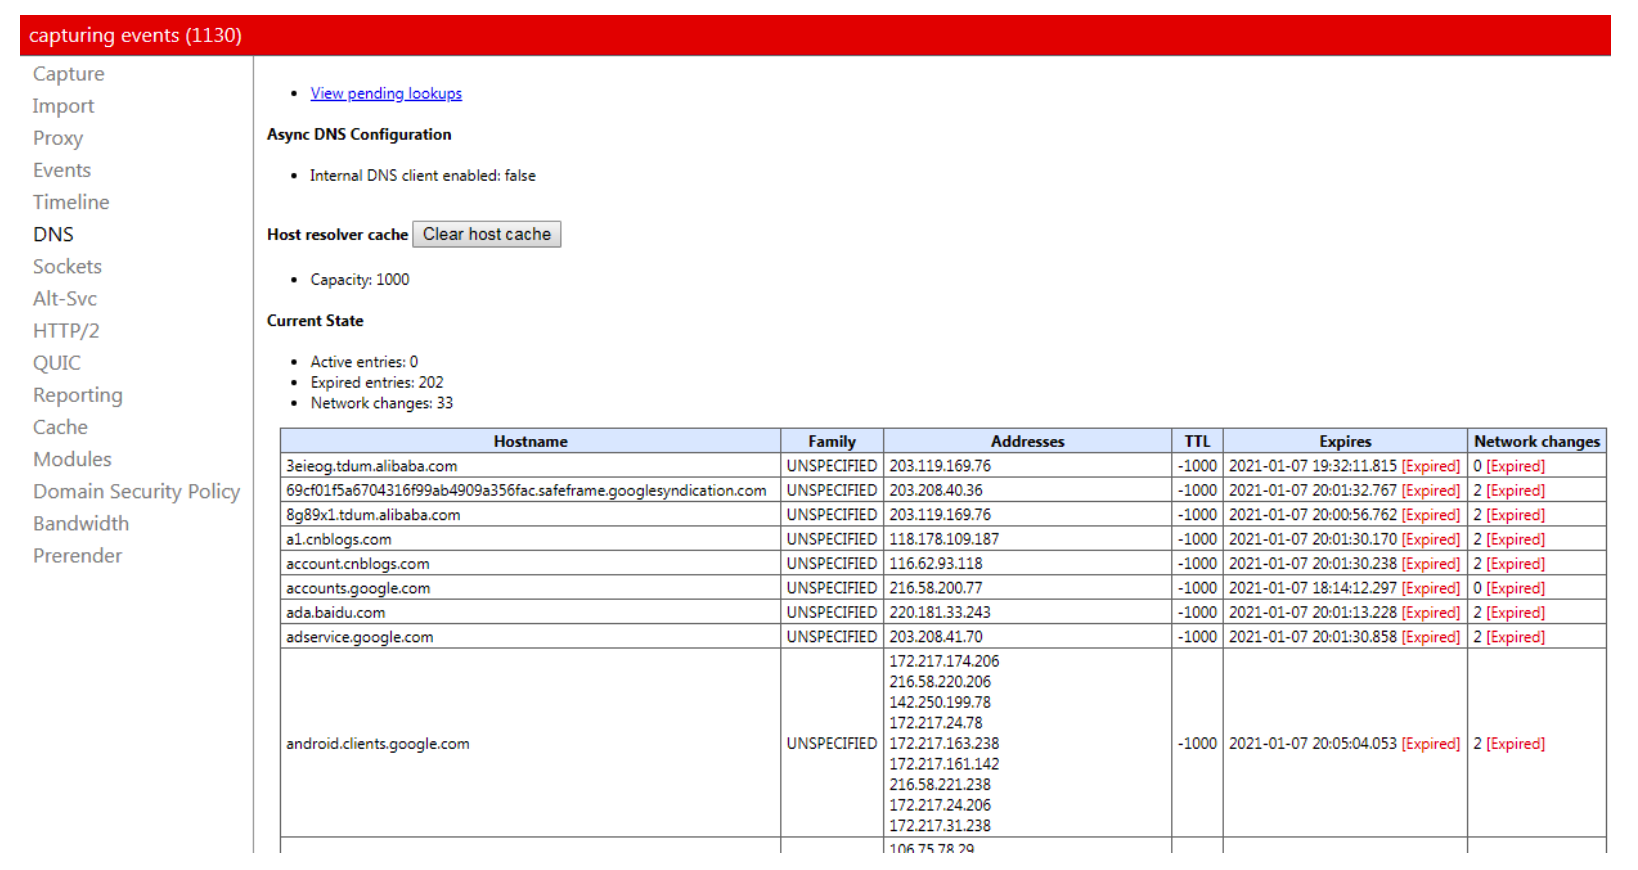 capturing events (1130)
Capture
Import
Proxy
Events
Timeline
DNS
Sockets
Alt-Svc
HTTP/2
QUIC
Reporting
Cache
Modules
Domain Security Policy
Bandwidth
Prerender
View pending lookups
Async DNS Configuration
Internal DNS client enabled: false
Host resolver cache Clear host cache
Capacity: 1000
Current State
Active entries: 0
Expired entries: 202
Network changes: 33
Hostname Family Addresses TTL Expires Network changes
3eieog.tdum.alibaba.com UNSPECIFIED 203.119.169.76 -1000 2021-01-07 19:32:11.815 [Expired] 0 [Expired]
69cf01f5a6704316f99ab4909a356fac.safeframe.googlesyndication.com UNSPECIFIED 203.208.40.36 -1000 2021-01-07 20:01:32.767 [Expired] 2 [Expired]
8g89x1.tdum.alibaba.com UNSPECIFIED 203.119.169.76 -1000 2021-01-07 20:00:56.762 [Expired] 2 [Expired]
a1.cnblogs.com UNSPECIFIED 118.178.109.187 -1000 2021-01-07 20:01:30.170 [Expired] 2 [Expired]
account.cnblogs.com UNSPECIFIED 116.62.93.118 -1000 2021-01-07 20:01:30.238 [Expired] 2 [Expired]
accounts.google.com UNSPECIFIED 216.58.200.77 -1000 2021-01-07 18:14:12.297 [Expired] 0 [Expired]
ada.baidu.com UNSPECIFIED 220.181.33.243 -1000 2021-01-07 20:01:13.228 [Expired] 2 [Expired]
adservice.google.com UNSPECIFIED 203.208.41.70 -1000 2021-01-07 20:01:30.858 [Expired] 2 [Expired]
172.217.174.206
216.58.220.206
142.250.199.78
172.217.24.78
android.clients.google.com UNSPECIFIED 172.217.163.238 -1000 2021-01-07 20:05:04.053 [Expired] 2 [Expired]
172.217.161.142
216.58.221.238
172.217.24.206
172.217.31.238
106.75.78.29